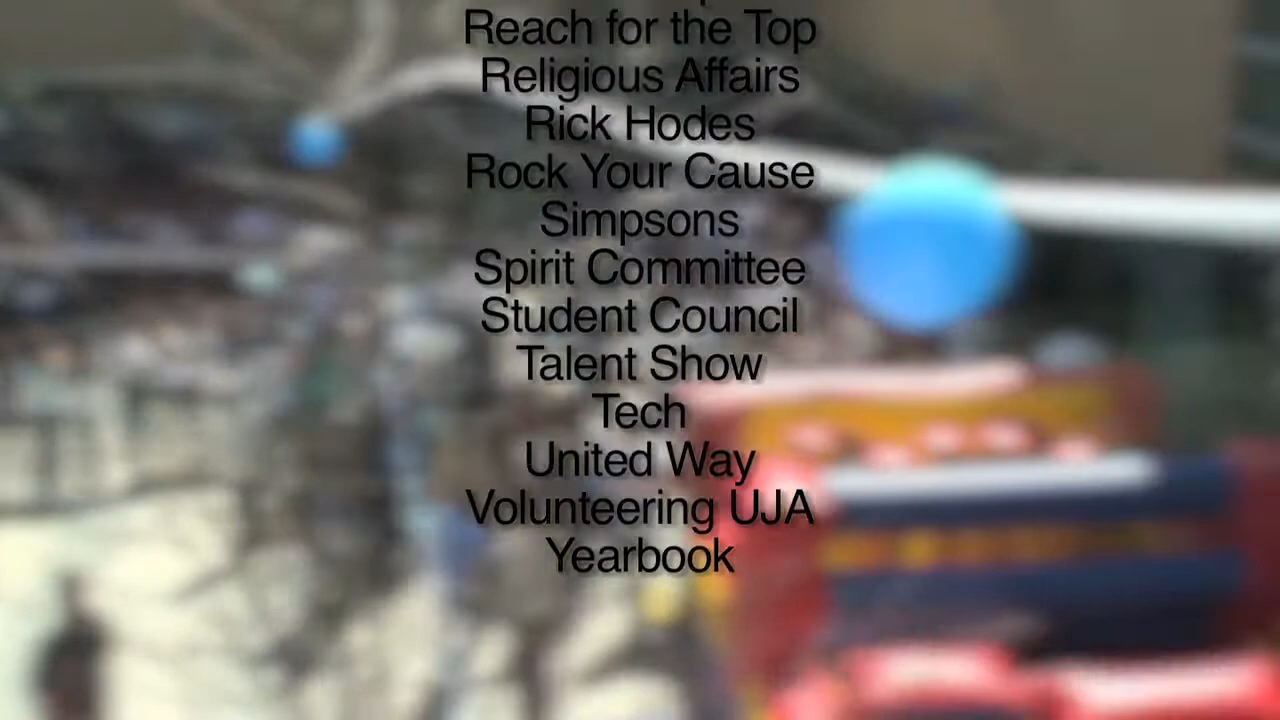 Reach for the Top
Religious Affairs
Rick Hodes
Rock Your Cause
Simpsons
Spirit Committee
Student Council
Talent Show
Tech
United Way
Volunteering UJA
Yearbook